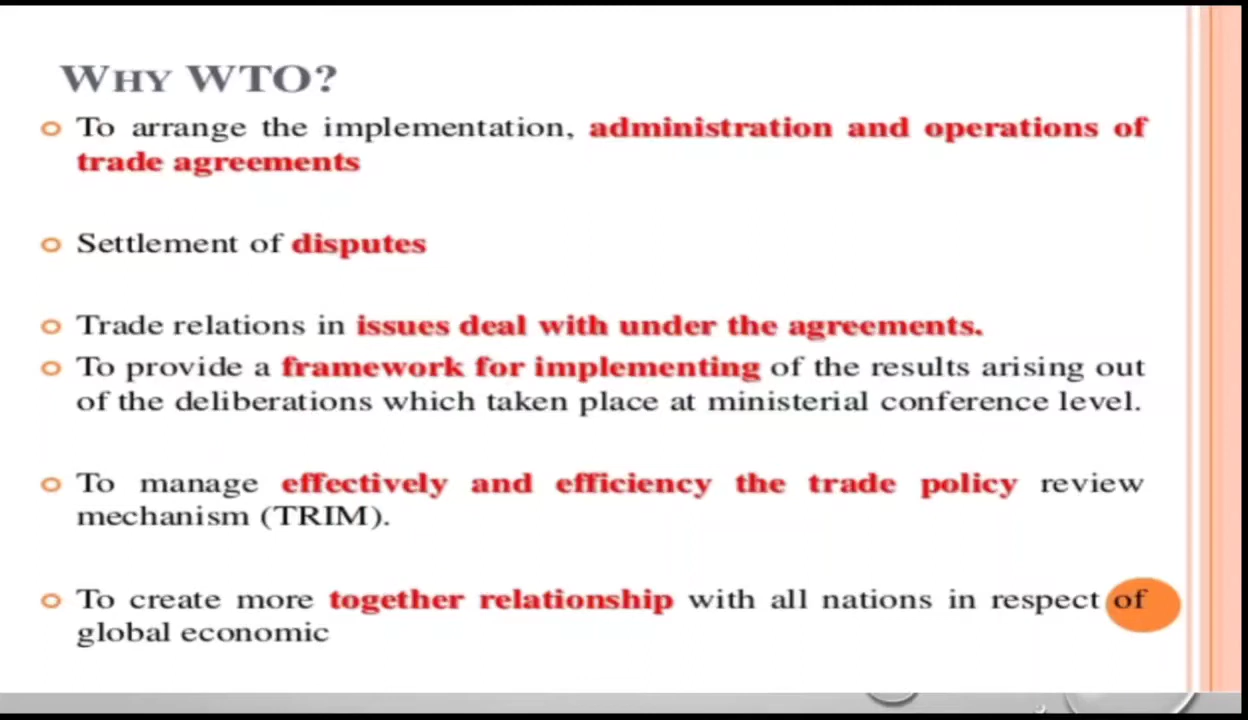 WHY WTO?
To arrange the implementation, administration and operations of
trade agreements
Settlement of disputes
Trade relations in issues deal with under the agreements.
To provide a framework for implementing of the results arising out
of the deliberations which taken place at ministerial conference level.
To manage effectively and efficiency the trade policy review
mechanism (TRIM).
To create more together relationship with all nations in respect of
global economic